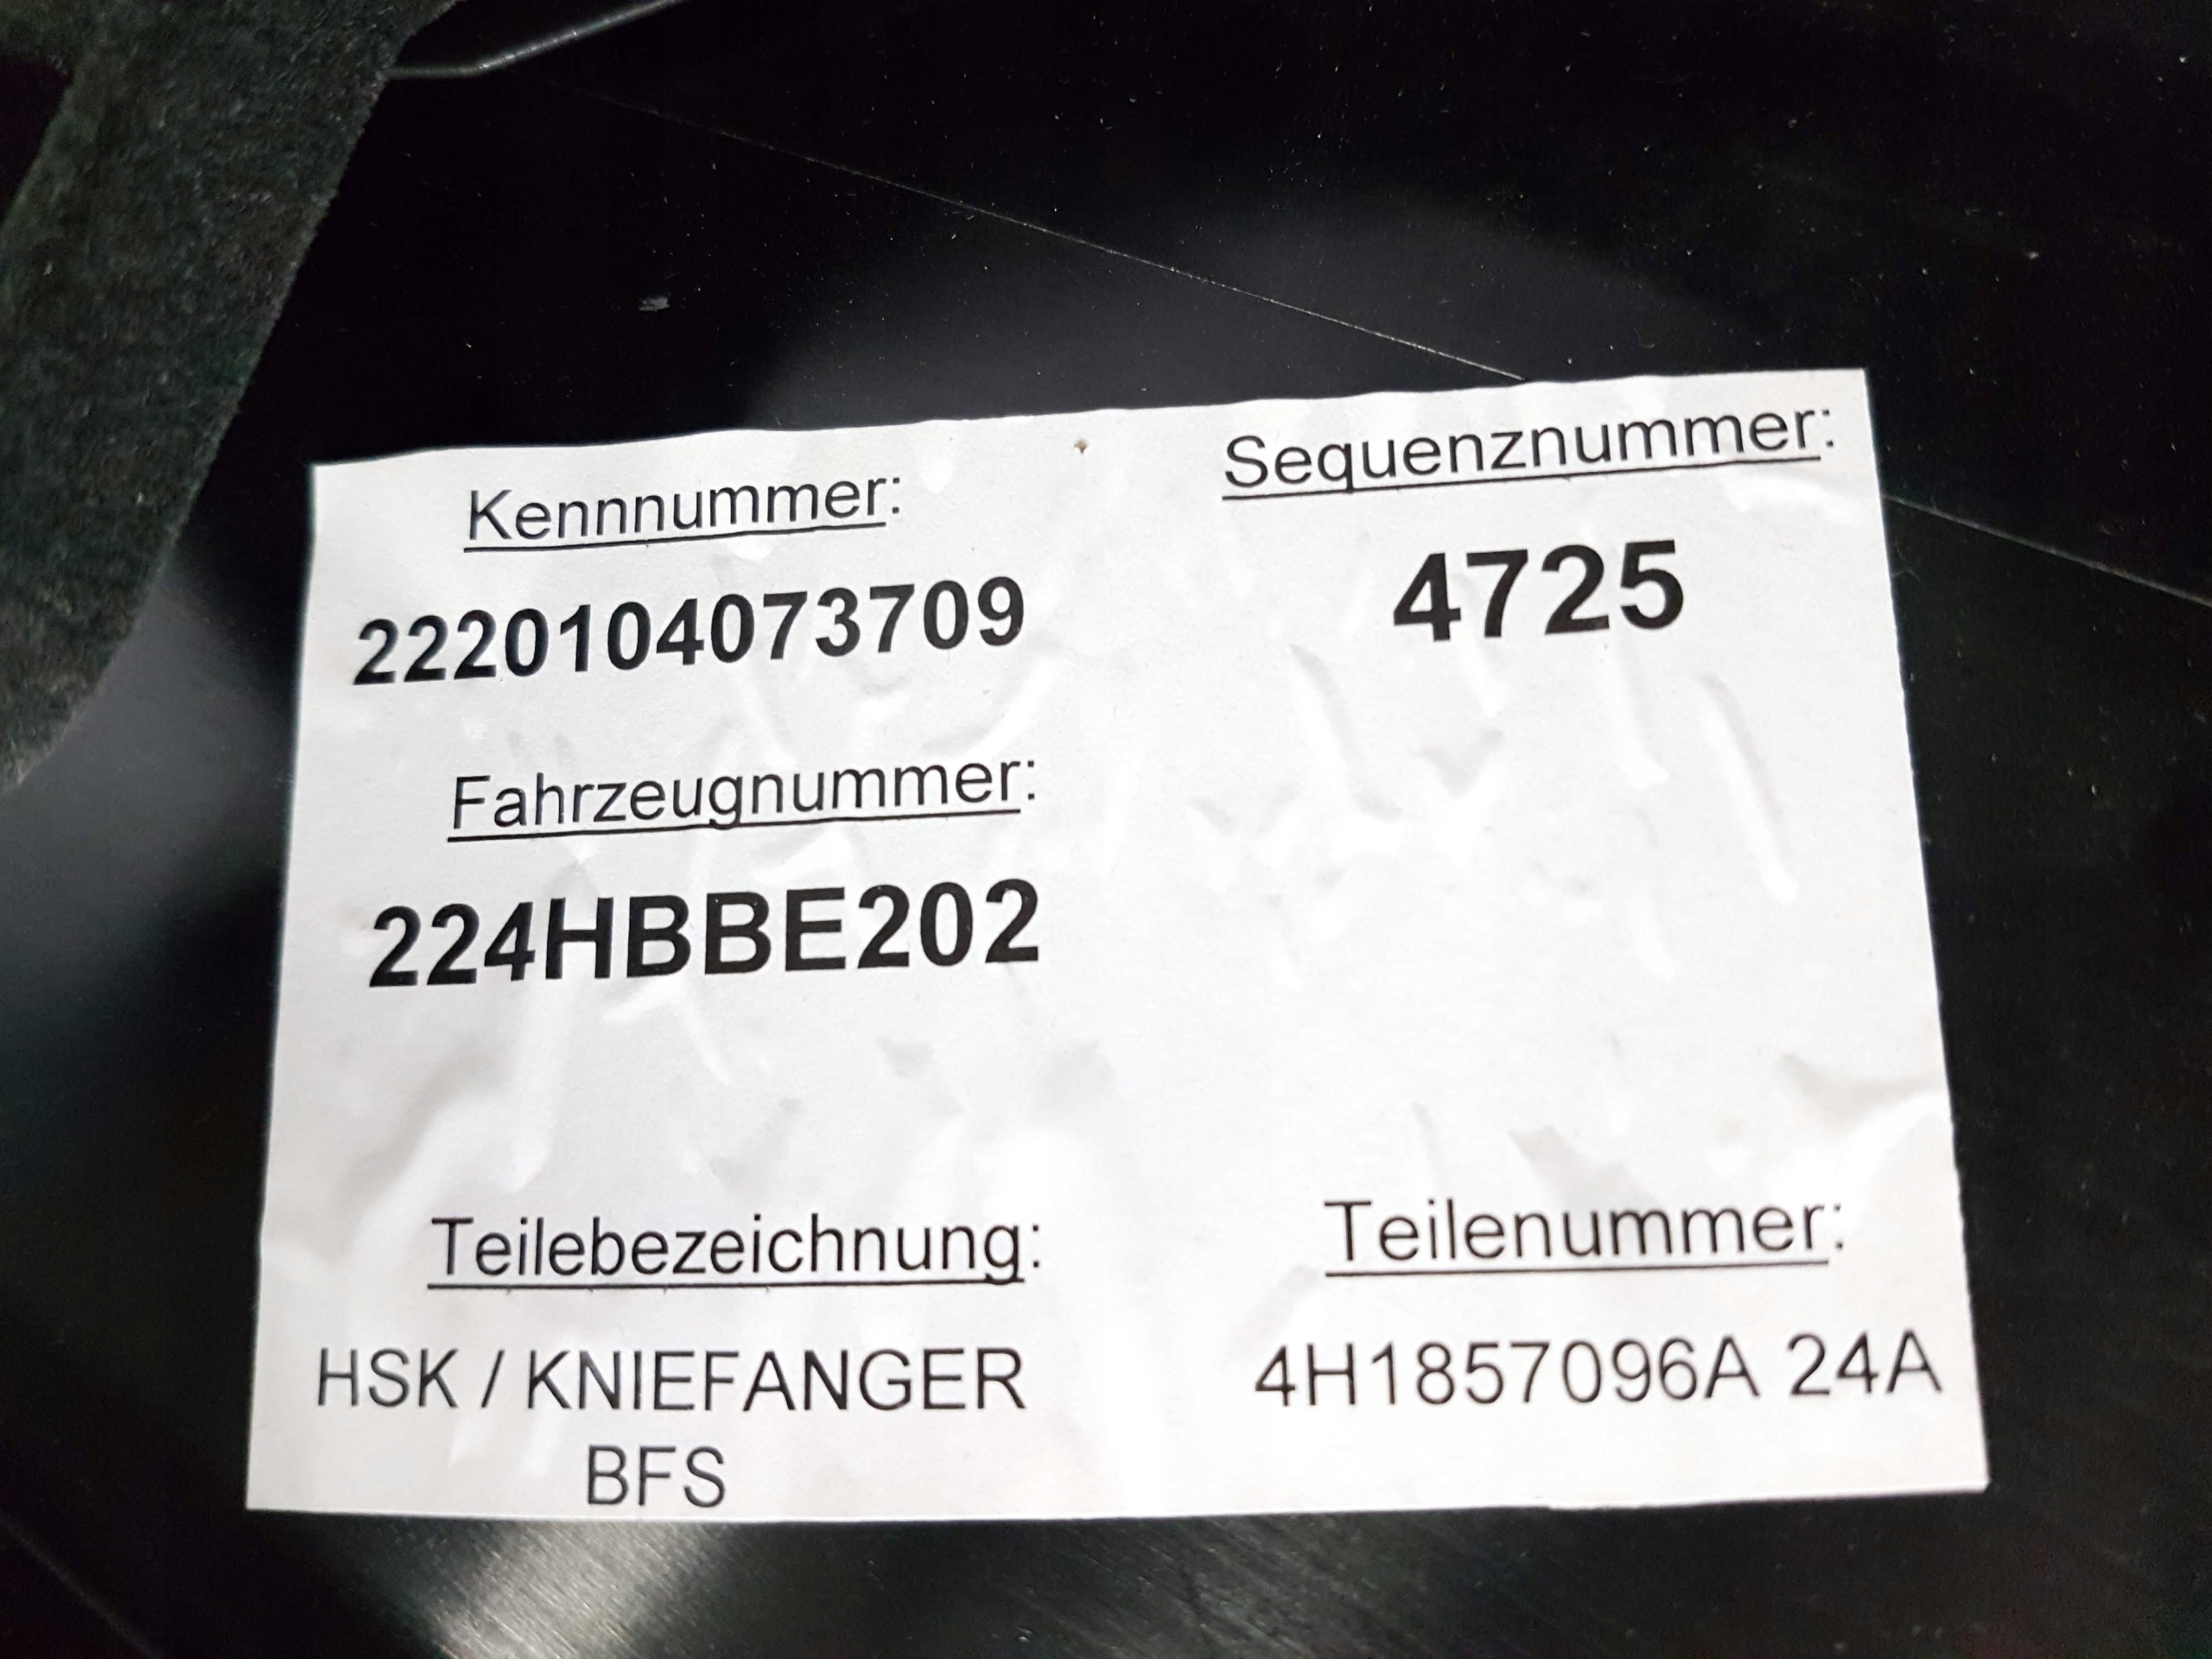 Kennnummer:
Sequenznummer:
2220104073709
4725
Fahrzeugnummer:
224HBBE202
Teilebezeichnung:
Teilenummer:
HSK / KNIEFANGER
BFS
4H1857096A 24A